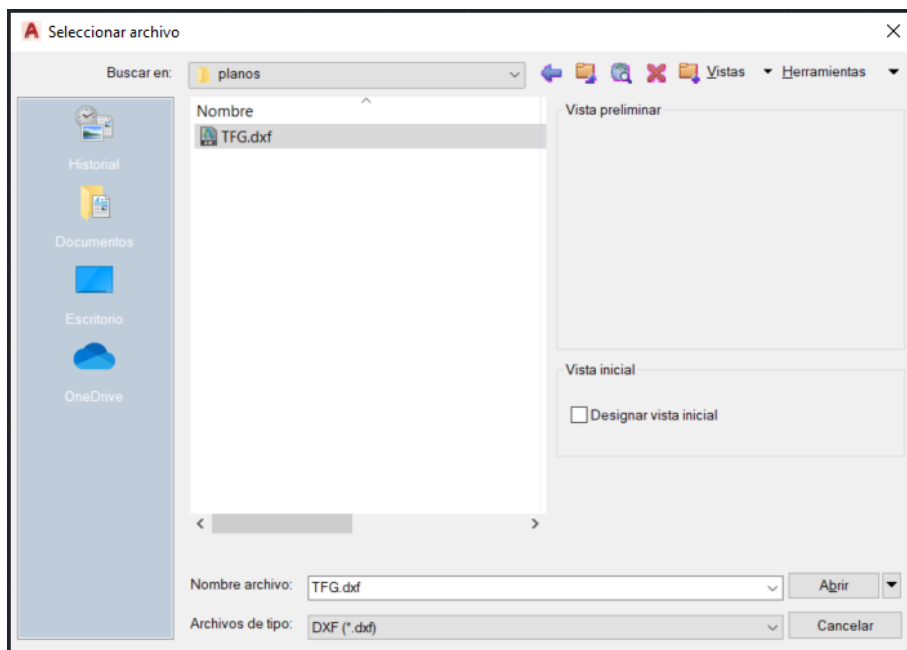 Seleccionar archivo
Buscar en:
planos
Vistas
Herramientas
Nombre
TFG.dxf
Historial
Documentos
Escritorio
OneDrive
Vista preliminar
Vista inicial
Designar vista inicial
Nombre archivo:
TFG.dxf
Abrir
Archivos de tipo:
DXF (*.dxf)
Cancelar